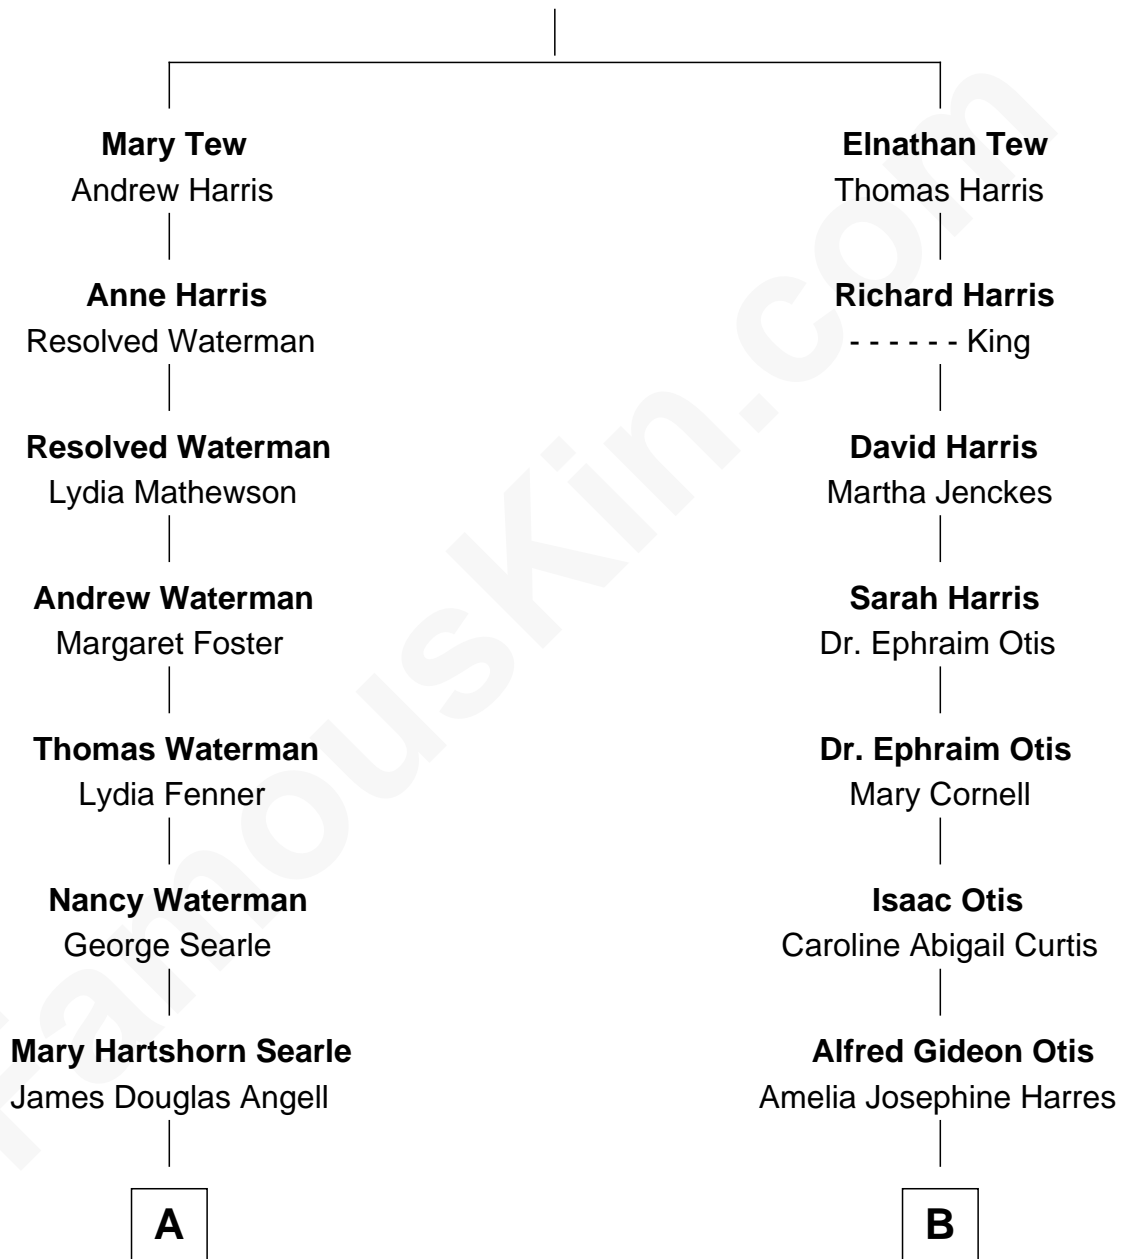 Mary Tew
Andrew Harris
Anne Harris
Resolved Waterman
Resolved Waterman
Lydia Mathewson
Andrew Waterman
Margaret Foster
Thomas Waterman
Lydia Fenner
Nancy Waterman
George Searle
Mary Hartshorn Searle
James Douglas Angell
A
Elnathan Tew
Thomas Harris
Richard Harris
- - - - - - King
David Harris
Martha Jenckes
Sarah Harris
Dr. Ephraim Otis
Dr. Ephraim Otis
Mary Cornell
Isaac Otis
Caroline Abigail Curtis
Alfred Gideon Otis
Amelia Josephine Harres
B
FamousKin.com